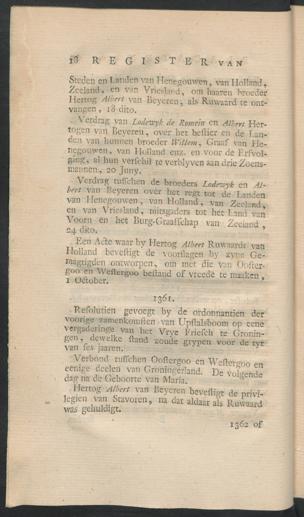 18 REGISTER VAN
Steden en Landen van Henegouwen, van Holland,
Zeeland, en van Vriesland, om haaren broeder
Hertog Albert van Beyeren, als Ruwaard te ont-
vangen, 18 dito.
Verdrag van Lodewyk de Romein en Albert Her-
togen van Beyeren, over het bestier en de Lan-
den van hunnen broeder Willem, Graaf van He-
negouwen, van Holland enz. en voor de Erfvol-
ging, al hun verschil te verblyven aan drie Zoens-
mannen, 20 Juny.
Verdrag tusschen de broeders Lodewyk en Al-
bert van Beyeren over het regt tot de Landen
van Henegouwen, van Holland, van Zeeland,
en van Vriesland, mitsgaders tot het Land van
Voorn en het Burg-Graafschap van Zeeland,
24 dito.
Een Acte waar by Hertog Albert Ruwaardt van
Holland bevestigt de voorslagen by zyne Ge-
magtigden ontworpen, om met die van Ooster-
goo en Westergoo bestand of vreede te maaken,
1 October.
1361.
Resolutien gevoegt by de ordonnantien der
voorige zamenkomsten van Upstalsboom op eene
vergaderinge van het Vrye Friesch te Gronin-
gen, dewelke stand zoude grypen voor de tyt
van ses jaaren.
Verbond tusschen Oostergoo en Westergoo en
eenige deelen van Groningerland. De volgende
dag na de Geboorte van Maria.
Hertog Albert van Beyeren bevestigt de privi-
legien van Stavoren, na dat aldaar als Ruwaard
was gehuldigt.
1362 of